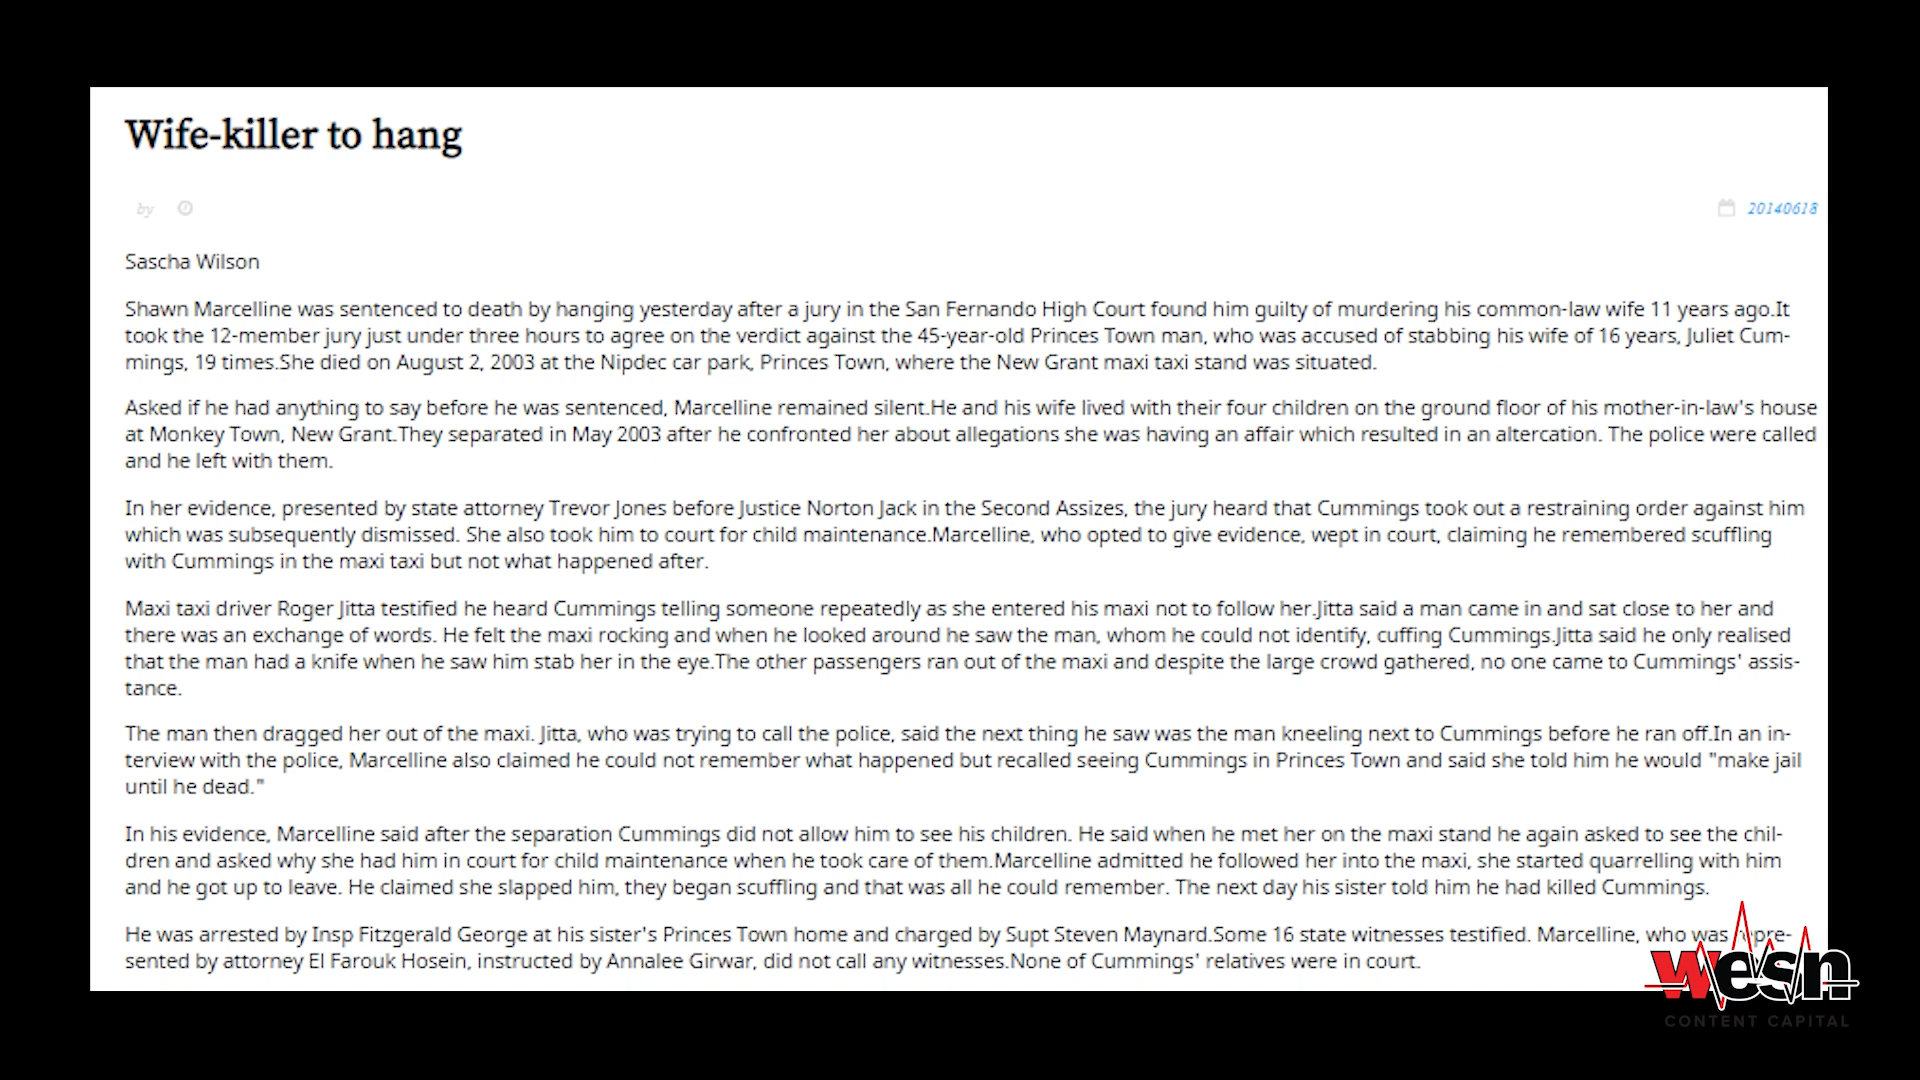 Wife-killer to hang
by
20140618
Sascha Wilson
Shawn Marcelline was sentenced to death by hanging yesterday after a jury in the San Fernando High Court found him guilty of murdering his common-law wife 11 years ago.It
took the 12-member jury just under three hours to agree on the verdict against the 45-year-old Princes Town man, who was accused of stabbing his wife of 16 years, Juliet Cum-
mings, 19 times.She died on August 2, 2003 at the Nipdec car park, Princes Town, where the New Grant maxi taxi stand was situated.
Asked if he had anything to say before he was sentenced, Marcelline remained silent.He and his wife lived with their four children on the ground floor of his mother-in-law's house
at Monkey Town, New Grant.They separated in May 2003 after he confronted her about allegations she was having an affair which resulted in an altercation. The police were called
and he left with them.
In her evidence, presented by state attorney Trevor Jones before Justice Norton Jack in the Second Assizes, the jury heard that Cummings took out a restraining order against him
which was subsequently dismissed. She also took him to court for child maintenance.Marcelline, who opted to give evidence, wept in court, claiming he remembered scuffling
with Cummings in the maxi taxi but not what happened after.
Maxi taxi driver Roger Jitta testified he heard Cummings telling someone repeatedly as she entered his maxi not to follow her.Jitta said a man came in and sat close to her and
there was an exchange of words. He felt the maxi rocking and when he looked around he saw the man, whom he could not identify, cuffing Cummings.Jitta said he only realised
that the man had a knife when he saw him stab her in the eye.The other passengers ran out of the maxi and despite the large crowd gathered, no one came to Cummings' assis-
tance.
The man then dragged her out of the maxi. Jitta, who was trying to call the police, said the next thing he saw was the man kneeling next to Cummings before he ran off.In an in-
terview with the police, Marcelline also claimed he could not remember what happened but recalled seeing Cummings in Princes Town and said she told him he would "make jail
until he dead."
In his evidence, Marcelline said after the separation Cummings did not allow him to see his children. He said when he met her on the maxi stand he again asked to see the chil-
dren and asked why she had him in court for child maintenance when he took care of them.Marcelline admitted he followed her into the maxi, she started quarrelling with him
and he got up to leave. He claimed she slapped him, they began scuffling and that was all he could remember. The next day his sister told him he had killed Cummings.
He was arrested by Insp Fitzgerald George at his sister's Princes Town home and charged by Supt Steven Maynard.Some 16 state witnesses testified. Marcelline, who was repre-
sented by attorney El Farouk Hosein, instructed by Annalee Girwar, did not call any witnesses.None of Cummings' relatives were in court.
wesn
CONTENT CAPITAL